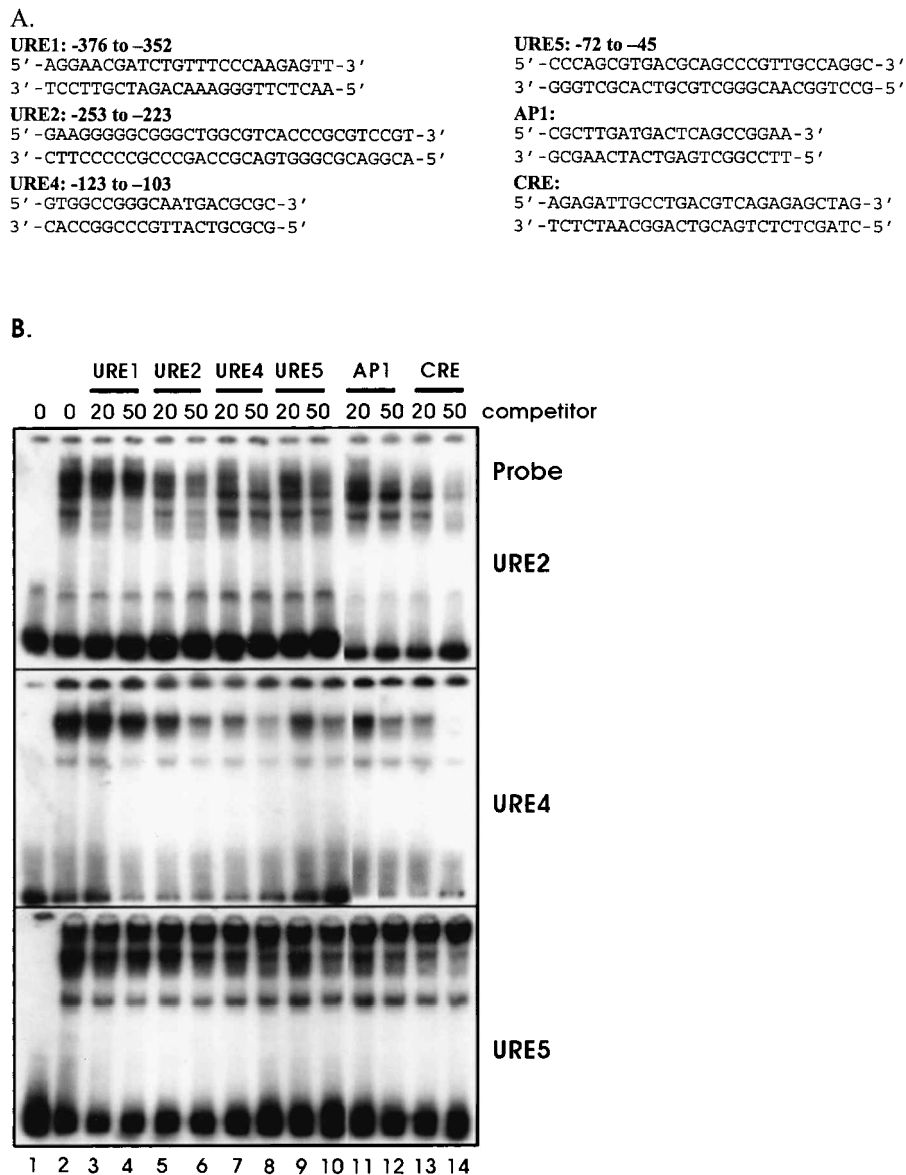 A.
URE1: -376 to –352
5'-AGGAACGATCTGTTTCCCAAGAGTT-3'
3'-TCCTTGCTAGACAAAGGGTTCTCAA-5'
URE2: -253 to –223
5'-GAAGGGGGCGGGCTGGCGTCACCCGCGTCCGT-3'
3'-CTTCCCCCGCCCGACCGCAGTGGGCGCAGGCA-5'
URE4: -123 to –103
5'-GTGGCCGGGCAATGACGCGC-3'
3'-CACCGGCCCGTTACTGCGCG-5'
URE5: -72 to –45
5'-CCCAGCGTGACGCAGCCCGTTGCCAGGC-3'
3'-GGGTCGCACTGCGTCGGGCAACGGTCCG-5'
AP1:
5'-CGCTTGATGACTCAGCCGGAA-3'
3'-GCGAACTACTGAGTCGGCCTT-5'
CRE:
5'-AGAGATTGCCTGACGTCAGAGAGCTAG-3'
3'-TCTCTAACGGACTGCAGTCTCTCGATC-5'
B.
URE1 URE2 URE4 URE5 AP1 CRE
0 0 20 50 20 50 20 50 20 50 20 50 20 50 competitor
Probe
URE2
URE4
URE5
1 2 3 4 5 6 7 8 9 10 11 12 13 14